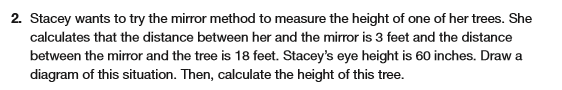 2. Stacey wants to try the mirror method to measure the height of one of her trees. She
calculates that the distance between her and the mirror is 3 feet and the distance
between the mirror and the tree is 18 feet. Stacey's eye height is 60 inches. Draw a
diagram of this situation. Then, calculate the height of this tree.